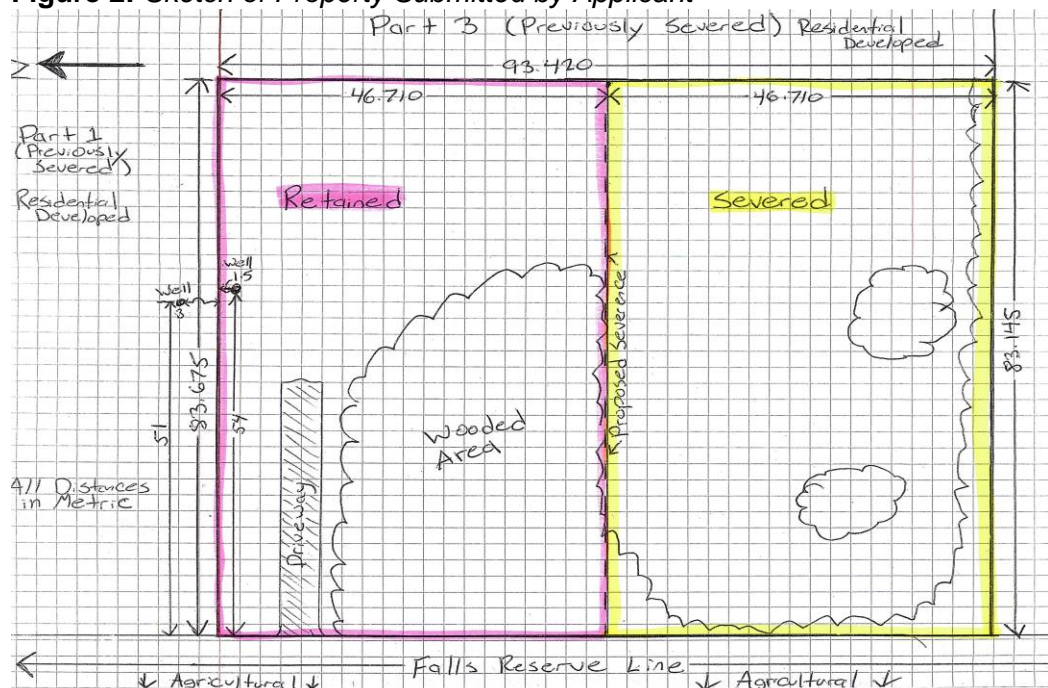 Figure 2: Sketch of Property Submitted by Applicant
Part 3 (Previously Severed) Residential
Developed
93.420
46.710
46.710
Part 1
(Previously
Severed)
Residential
Developed
Retained
Severed
well
1.5
well
3
51
83.675
54
Driveway
Wooded
Area
Proposed Severence
83.145
All Distances
in Metric
Falls Reserve Line
Agricultural
Agricultural